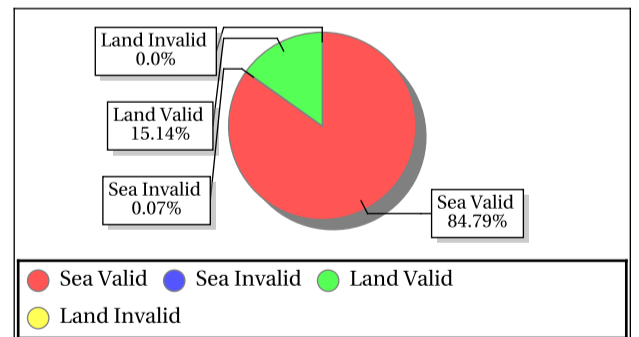 Land Invalid
0.0%
Land Valid
15.14%
Sea Invalid
0.07%
Sea Valid
84.79%
Sea Valid Sea Invalid Land Valid
Land Invalid